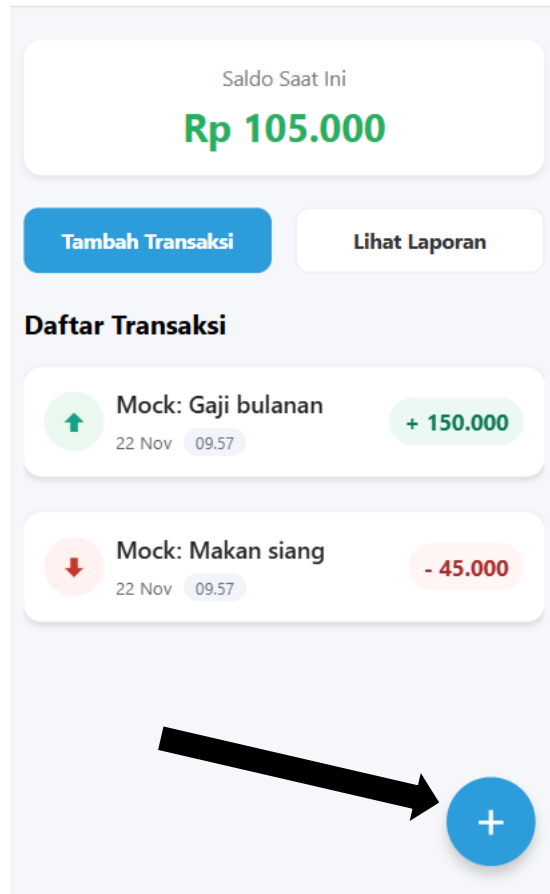 Saldo Saat Ini
Rp 105.000
Tambah Transaksi
Lihat Laporan
Daftar Transaksi
Mock: Gaji bulanan
22 Nov 09.57
+ 150.000
Mock: Makan siang
22 Nov 09.57
- 45.000
+